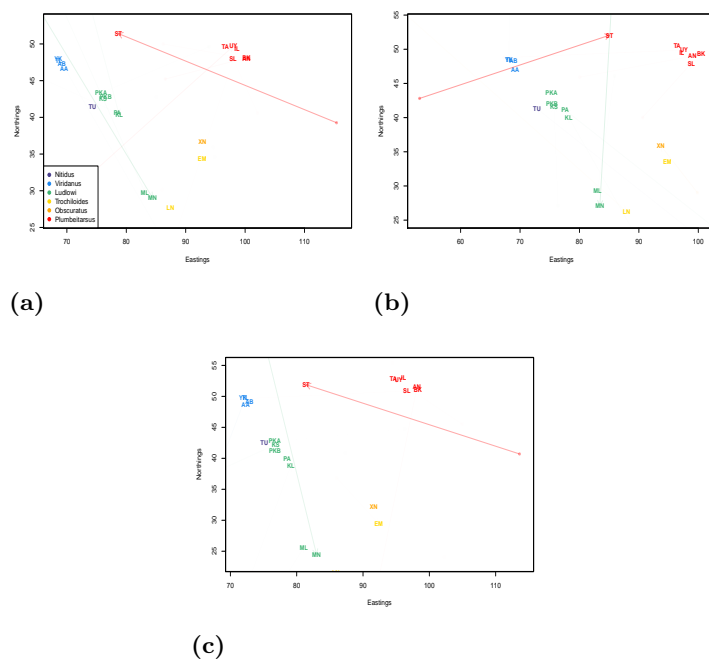 ST
TA UY
IL
SL BK
AN
YK
AB
AA
PKA
PKB
KS
TU
PA
KL
XN
EM
ML
MN
LN
Nitidus
Viridanus
Ludlowi
Trochiloides
Obscuratus
Plumbeitarsus
25 30 35 40 45 50
Northings
70 80 90 100 110
Eastings
(a)
ST
TA
UY
IL
BK
AN
SL
AB
AA
PKA
PKB
KS
TU
PA
KL
XN
EM
ML
MN
LN
25 30 35 40 45 50 55
Northings
60 70 80 90 100
Eastings
(b)
ST
TA
IL
UY
AN
SL
BK
AB
AA
PKA
TU
KS
PKB
PA
KL
XN
EM
ML
MN
25 30 35 40 45 50 55
Northings
70 80 90 100 110
Eastings
(c)